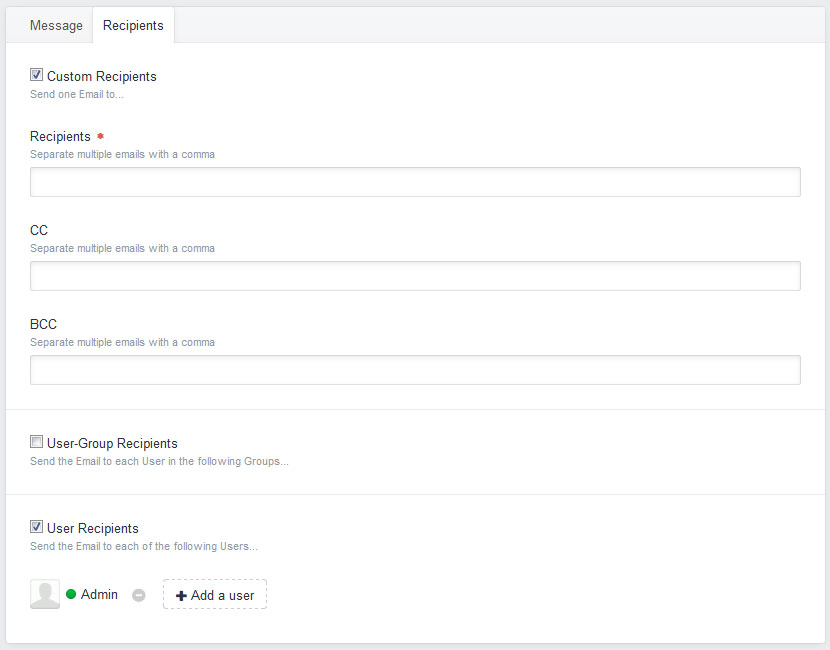 Message
Recipients
Custom Recipients
Send one Email to...
Recipients *
Separate multiple emails with a comma
CC
Separate multiple emails with a comma
BCC
Separate multiple emails with a comma
User-Group Recipients
Send the Email to each User in the following Groups...
User Recipients
Send the Email to each of the following Users...
Admin
Add a user